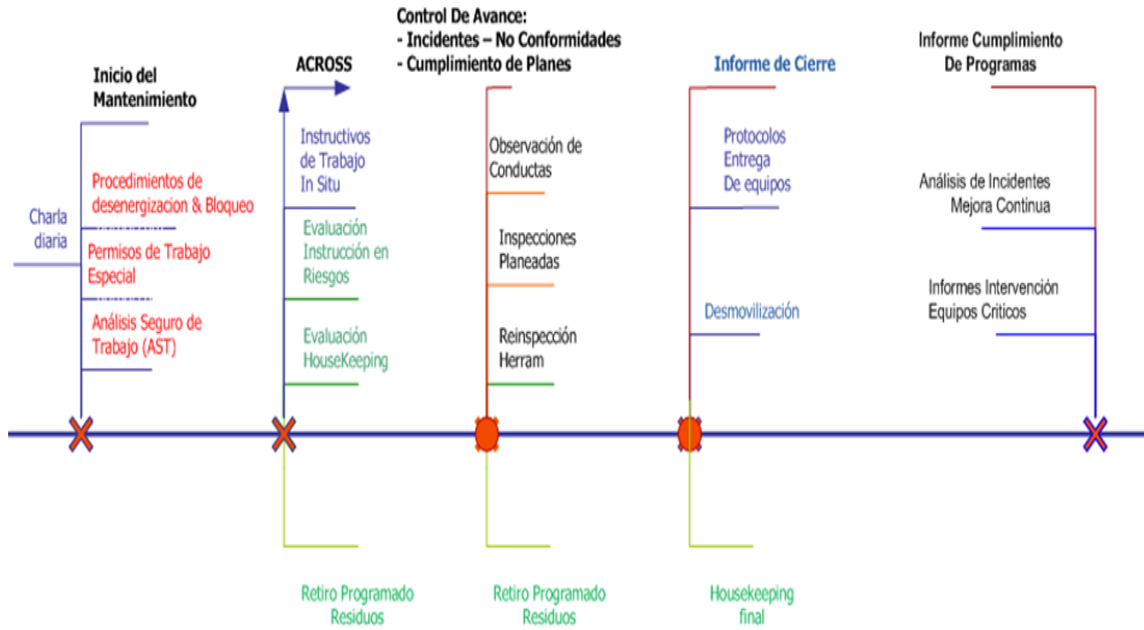 Inicio del
Mantenimiento
Charla
diaria
Procedimientos de
desenergizacion & Bloqueo
Permisos de Trabajo
Especial
Análisis Seguro de
Trabajo (AST)
ACROSS
Instructivos
de Trabajo
In Situ
Evaluación
Instrucción en
Riesgos
Evaluación
HouseKeeping
Retiro Programado
Residuos
Control De Avance:
- Incidentes – No Conformidades
- Cumplimiento de Planes
Observación de
Conductas
Inspecciones
Planeadas
Reinspección
Herram
Retiro Programado
Residuos
Informe de Cierre
Protocolos
Entrega
De equipos
Desmovilización
Housekeeping
final
Informe Cumplimiento
De Programas
Análisis de Incidentes
Mejora Continua
Informes Intervención
Equipos Criticos